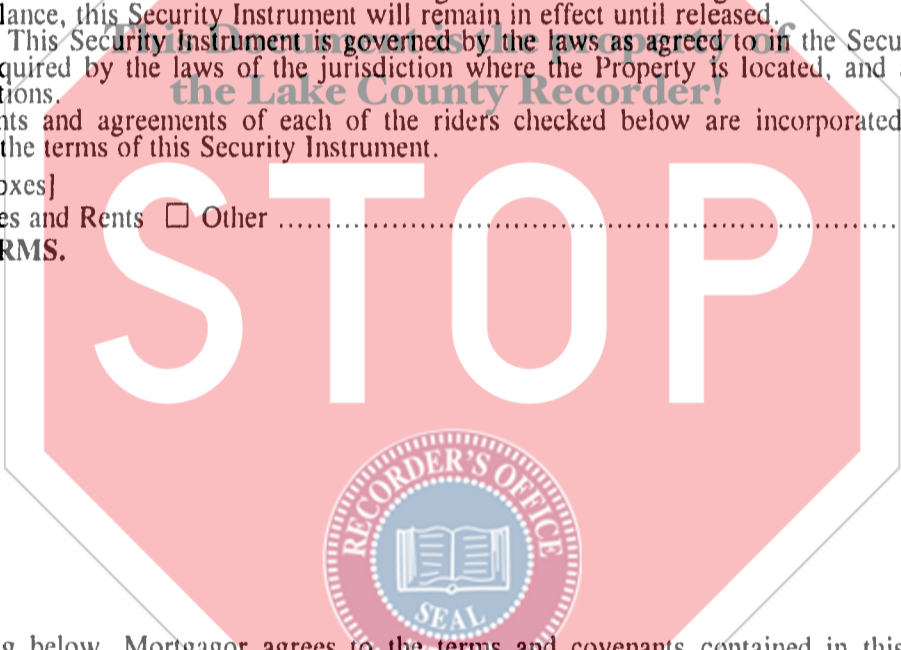 lance, this Security Instrument will remain in effect until released.
This Document is the property of
This Security Instrument is governed by the laws as agreed to in the Secu
quired by the laws of the jurisdiction where the Property is located, and
the Lake County Recorder!
tions.
nts and agreements of each of the riders checked below are incorporated
the terms of this Security Instrument.
oxes]
es and Rents ☐ Other ........................................................................
RMS.
STOP
RECORDER'S OFFICE
SEAL
g below, Mortgagor agrees to the terms and covenants contained in this